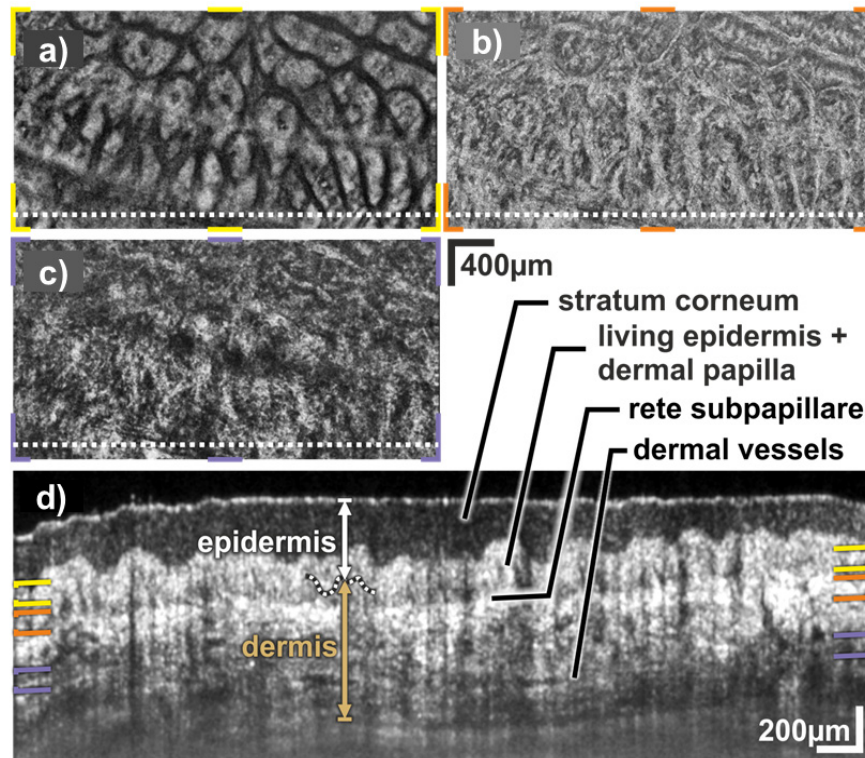 a)
b)
c)
400µm
stratum corneum
living epidermis +
dermal papilla
rete subpapillare
dermal vessels
d)
epidermis
dermis
200µm